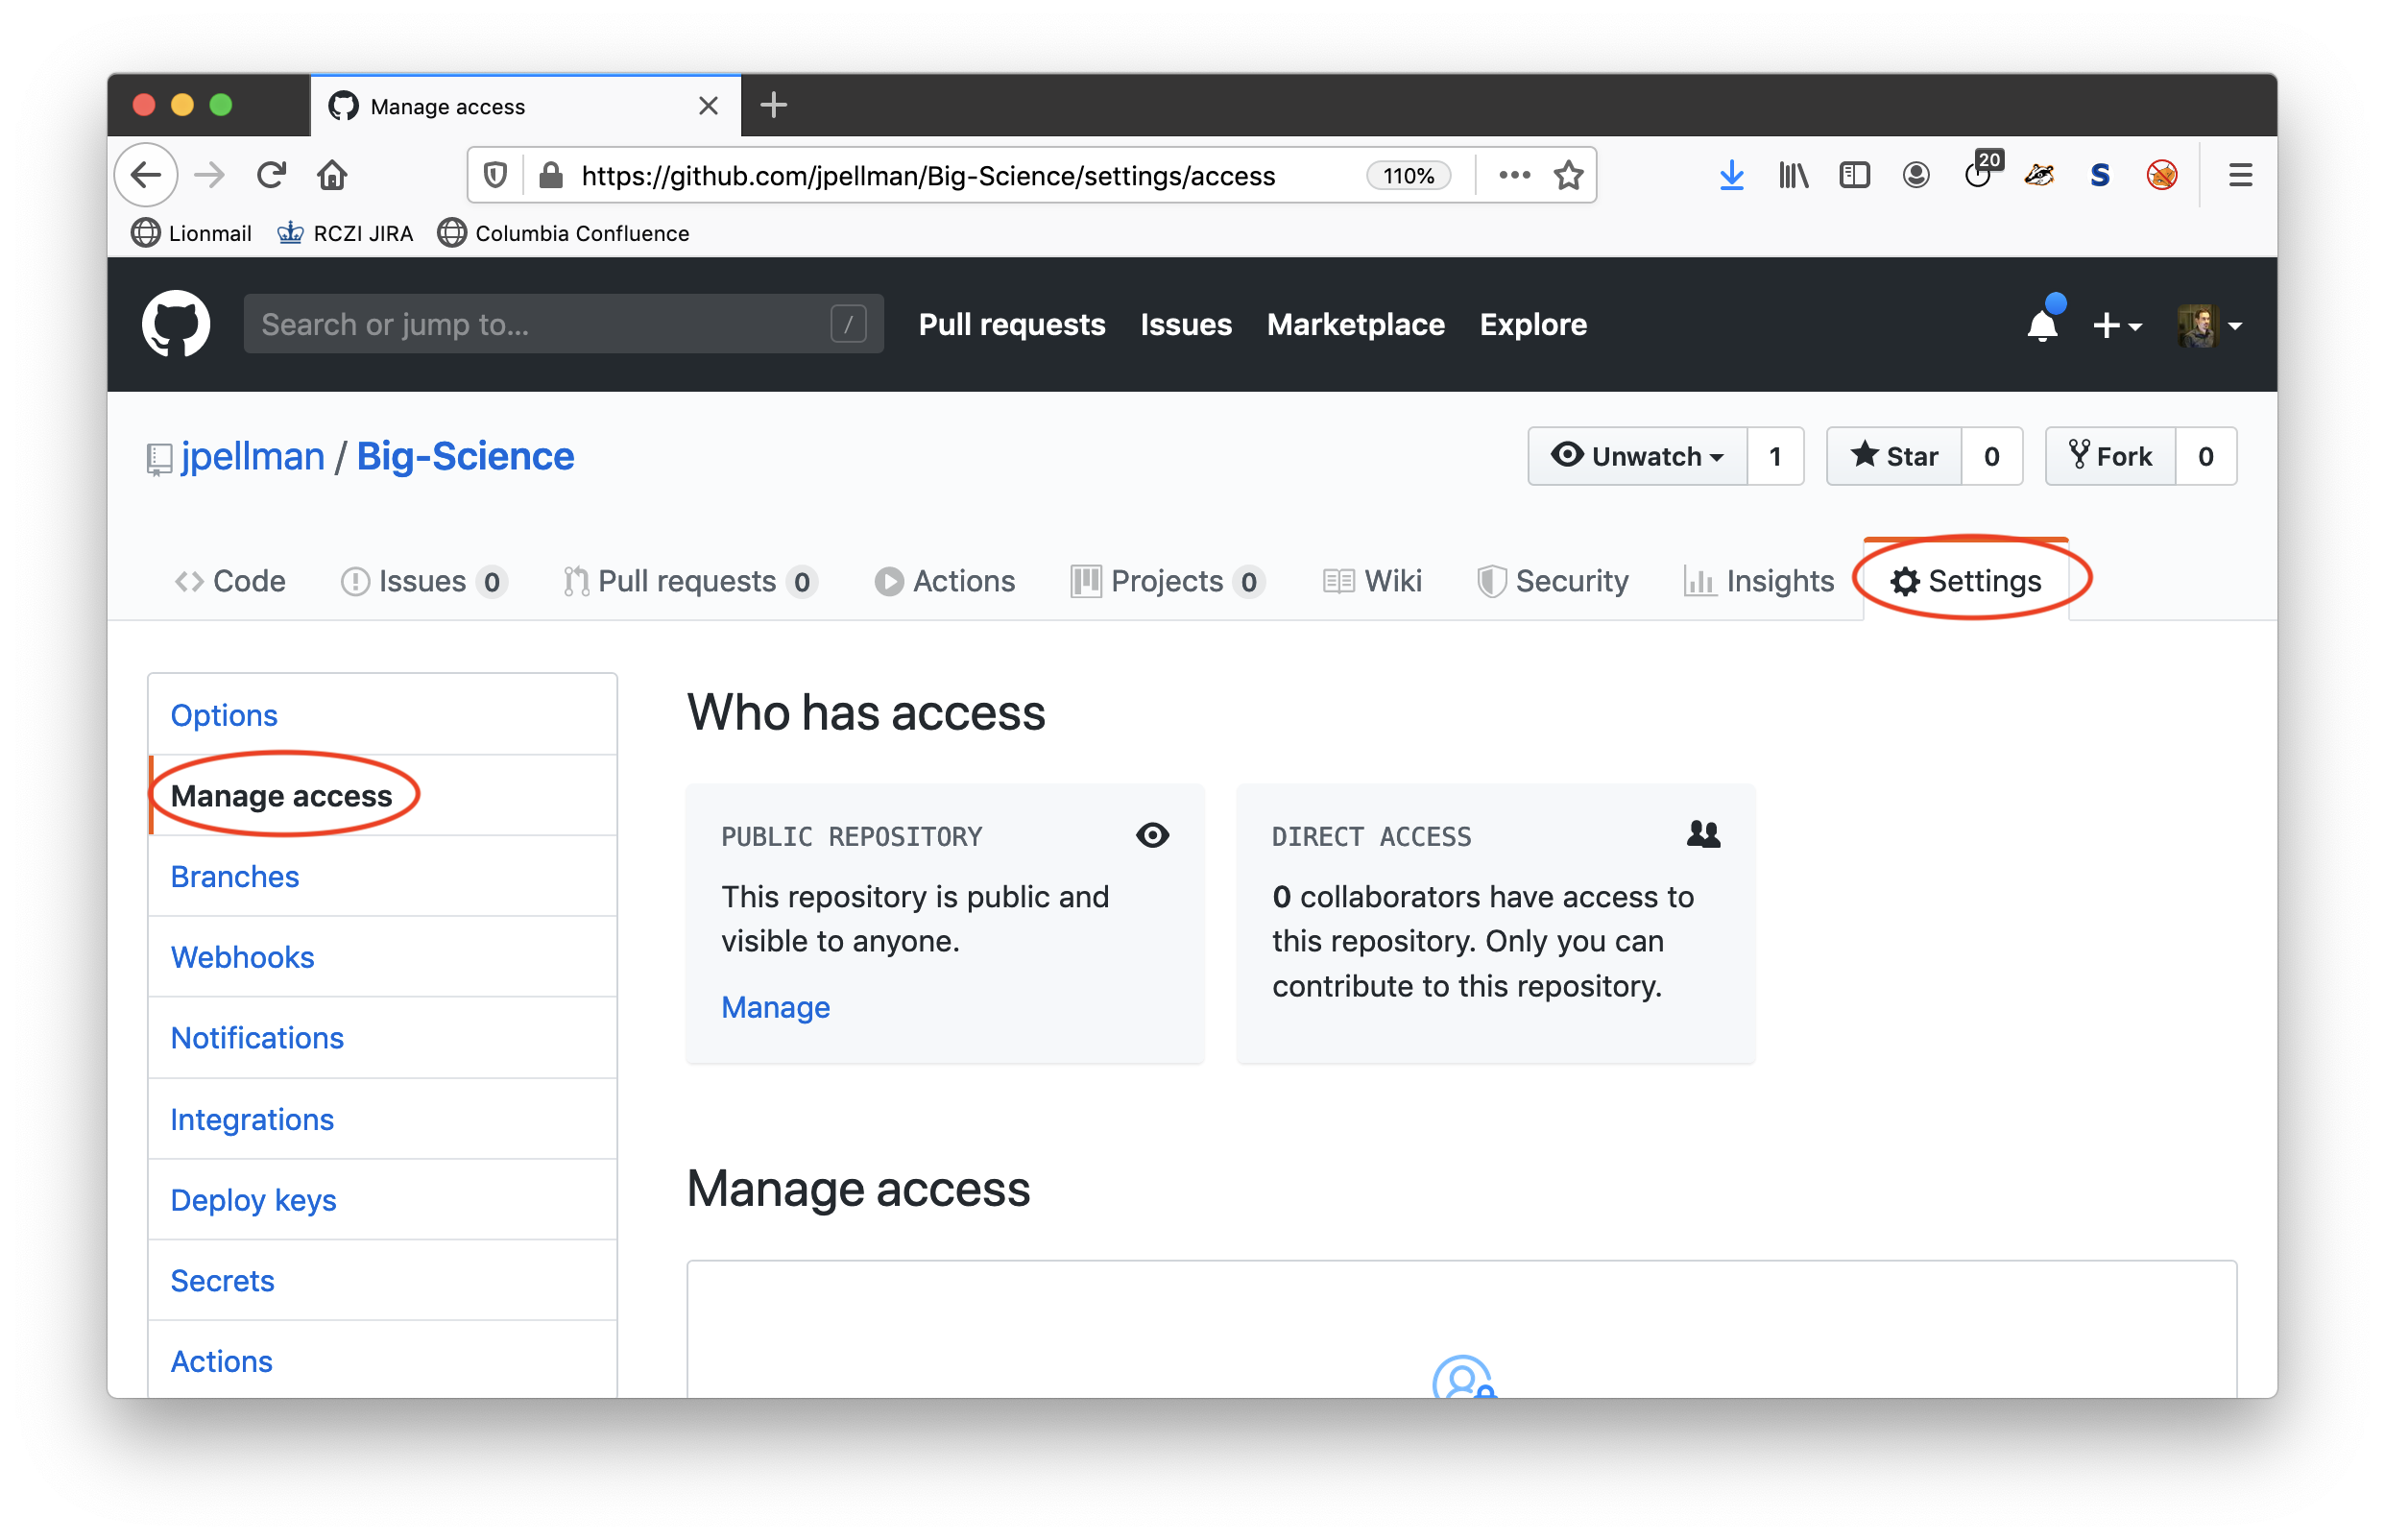 Manage access
https://github.com/jpellman/Big-Science/settings/access
110%
20
S
Lionmail
RCZI JIRA
Columbia Confluence
Search or jump to...
/
Pull requests
Issues
Marketplace
Explore
jpellman / Big-Science
Unwatch 1
Star 0
Fork 0
Code
Issues 0
Pull requests 0
Actions
Projects 0
Wiki
Security
Insights
Settings
Options
Manage access
Branches
Webhooks
Notifications
Integrations
Deploy keys
Secrets
Actions
Who has access
PUBLIC REPOSITORY
This repository is public and
visible to anyone.
Manage
DIRECT ACCESS
0 collaborators have access to
this repository. Only you can
contribute to this repository.
Manage access